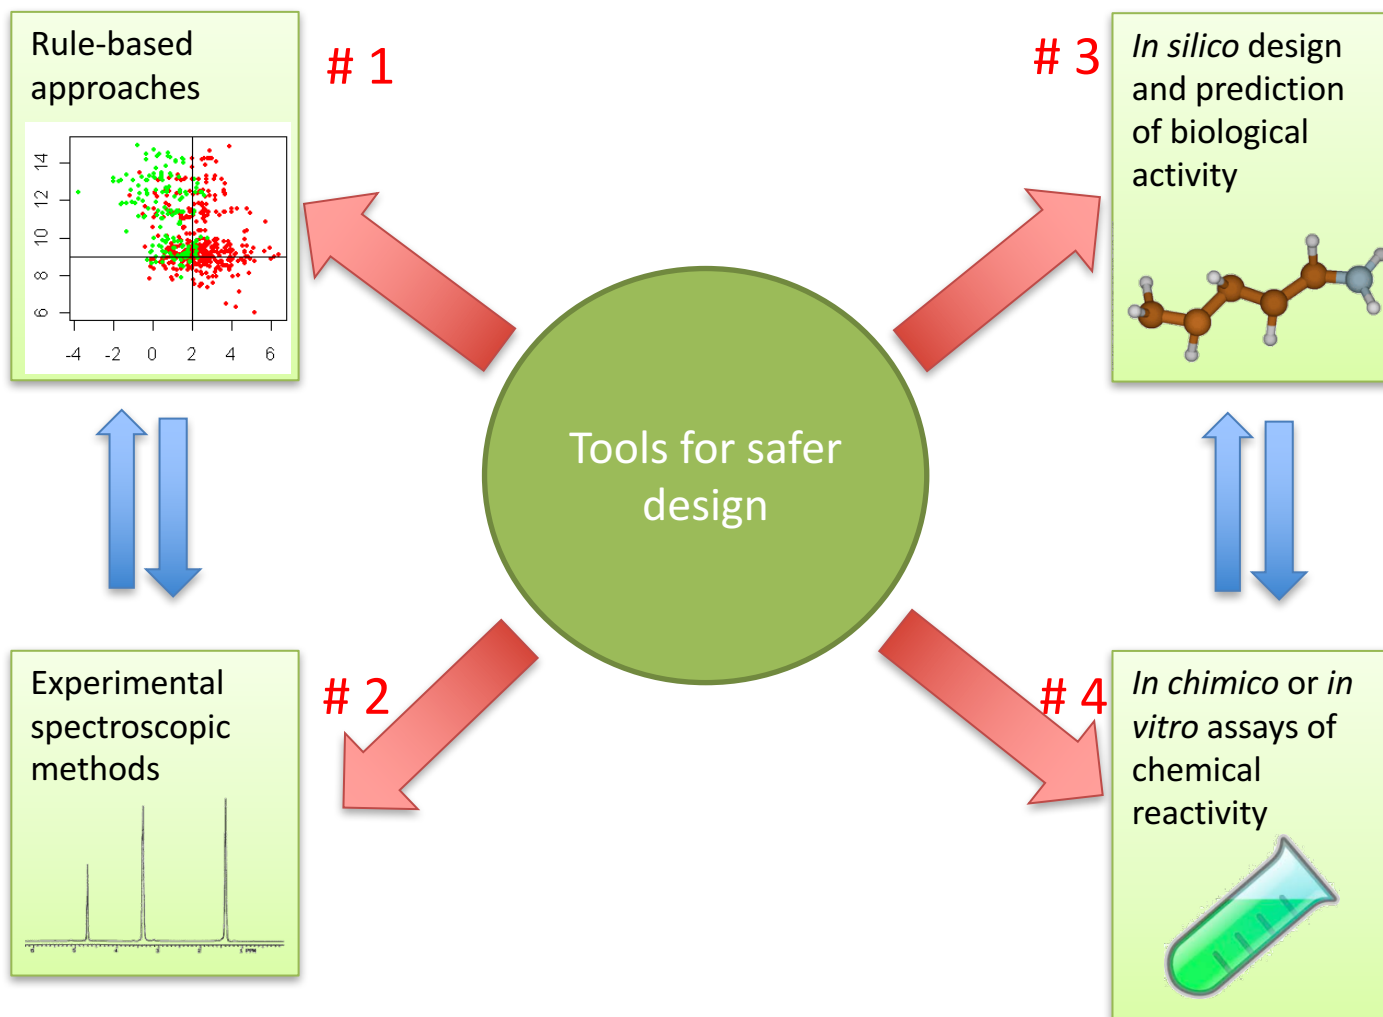 Rule-based
approaches
# 1
14
12
10
8
6
-4 -2 0 2 4 6
# 3
In silico design
and prediction
of biological
activity
Tools for safer
design
Experimental
spectroscopic
methods
# 2
# 4
In chimico or in
vitro assays of
chemical
reactivity